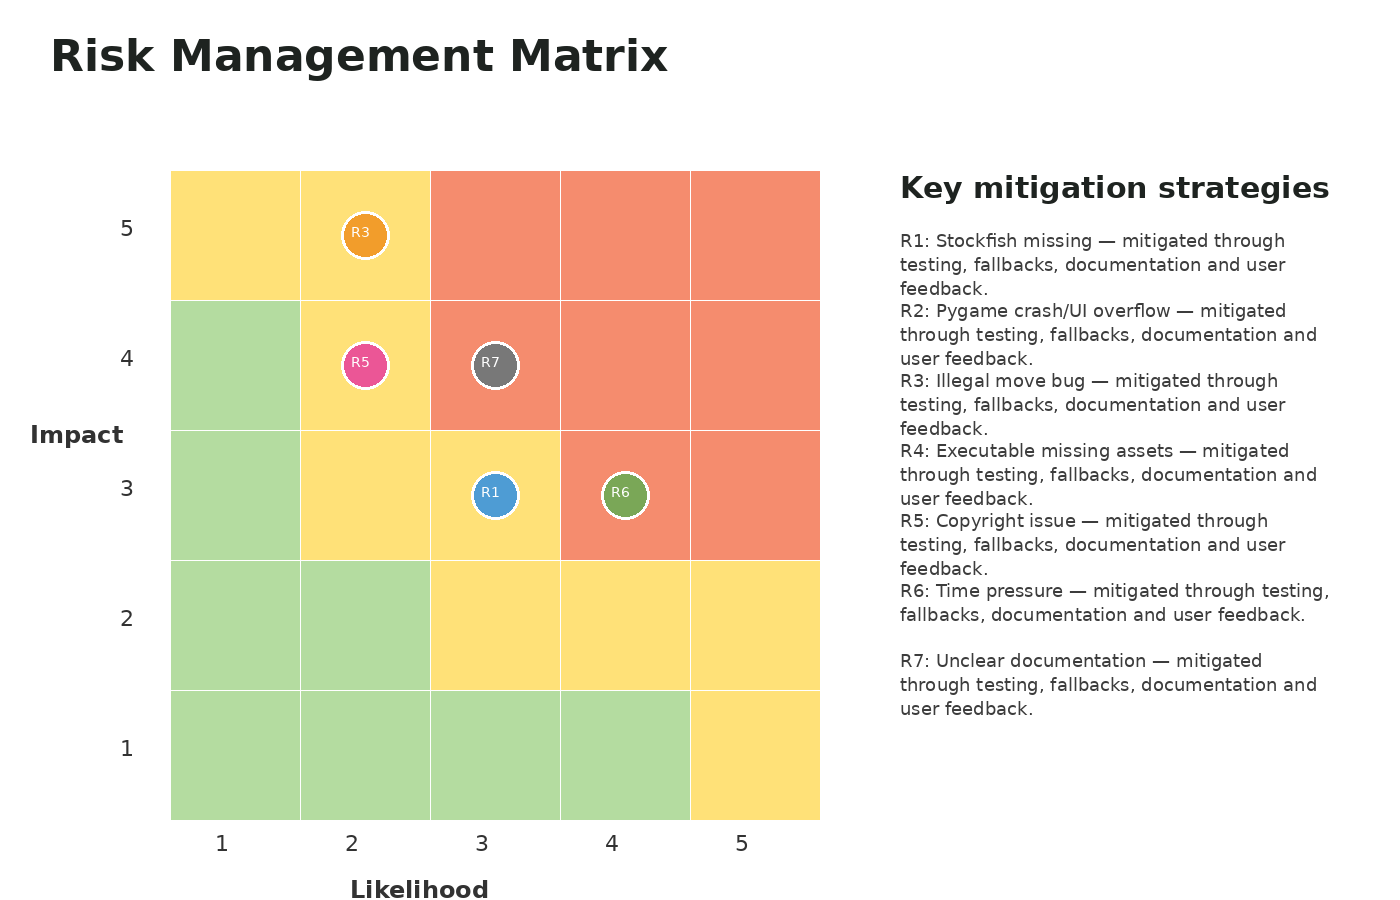 Risk Management Matrix
Key mitigation strategies
5
R3
R1: Stockfish missing — mitigated through
testing, fallbacks, documentation and user
feedback.
R2: Pygame crash/UI overflow — mitigated
through testing, fallbacks, documentation and
user feedback.
4
R5
R7
R3: Illegal move bug — mitigated through
testing, fallbacks, documentation and user
feedback.
Impact
R4: Executable missing assets — mitigated
through testing, fallbacks, documentation and
user feedback.
3
R1
R6
R5: Copyright issue — mitigated through
testing, fallbacks, documentation and user
feedback.
R6: Time pressure — mitigated through testing,
fallbacks, documentation and user feedback.
2
R7: Unclear documentation — mitigated
through testing, fallbacks, documentation and
user feedback.
1
1 2 3 4 5
Likelihood